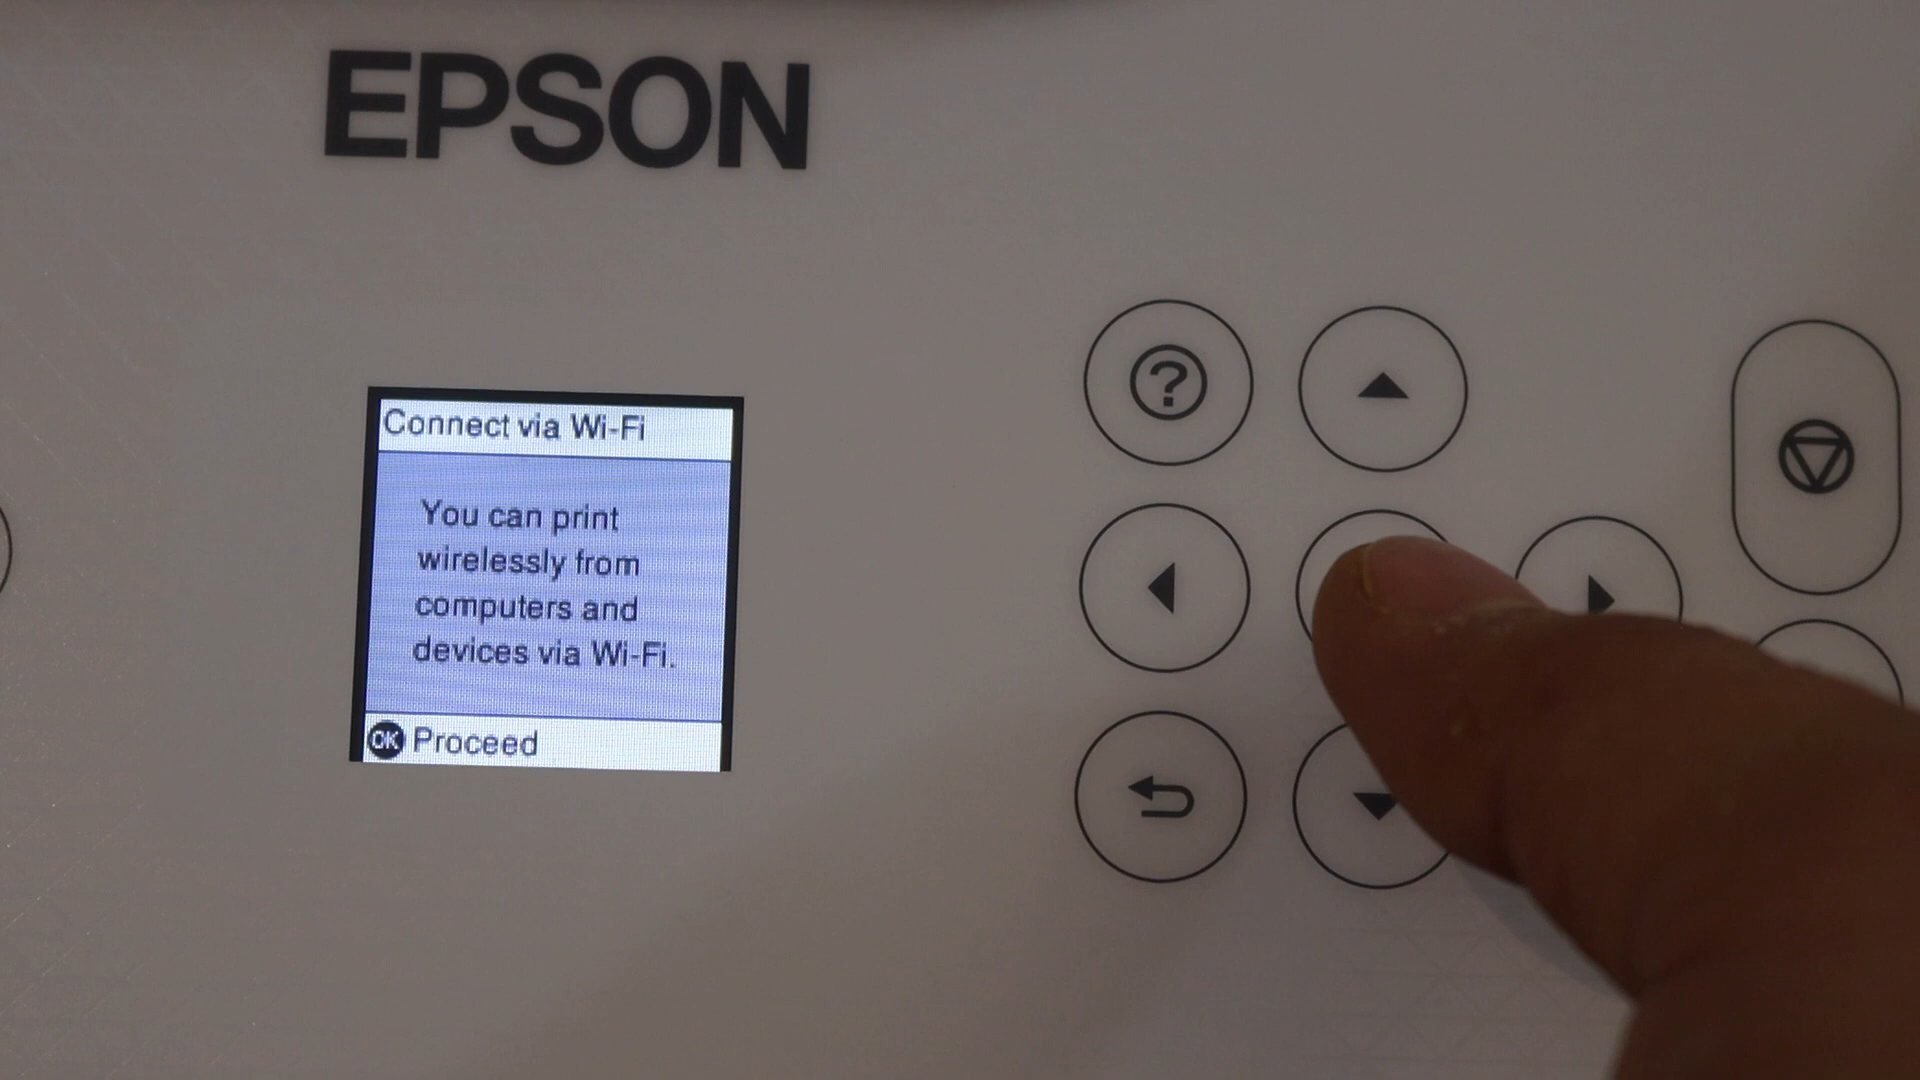 EPSON
Connect via Wi-Fi
You can print
wirelessly from
computers and
devices via Wi-Fi.
OK Proceed
?